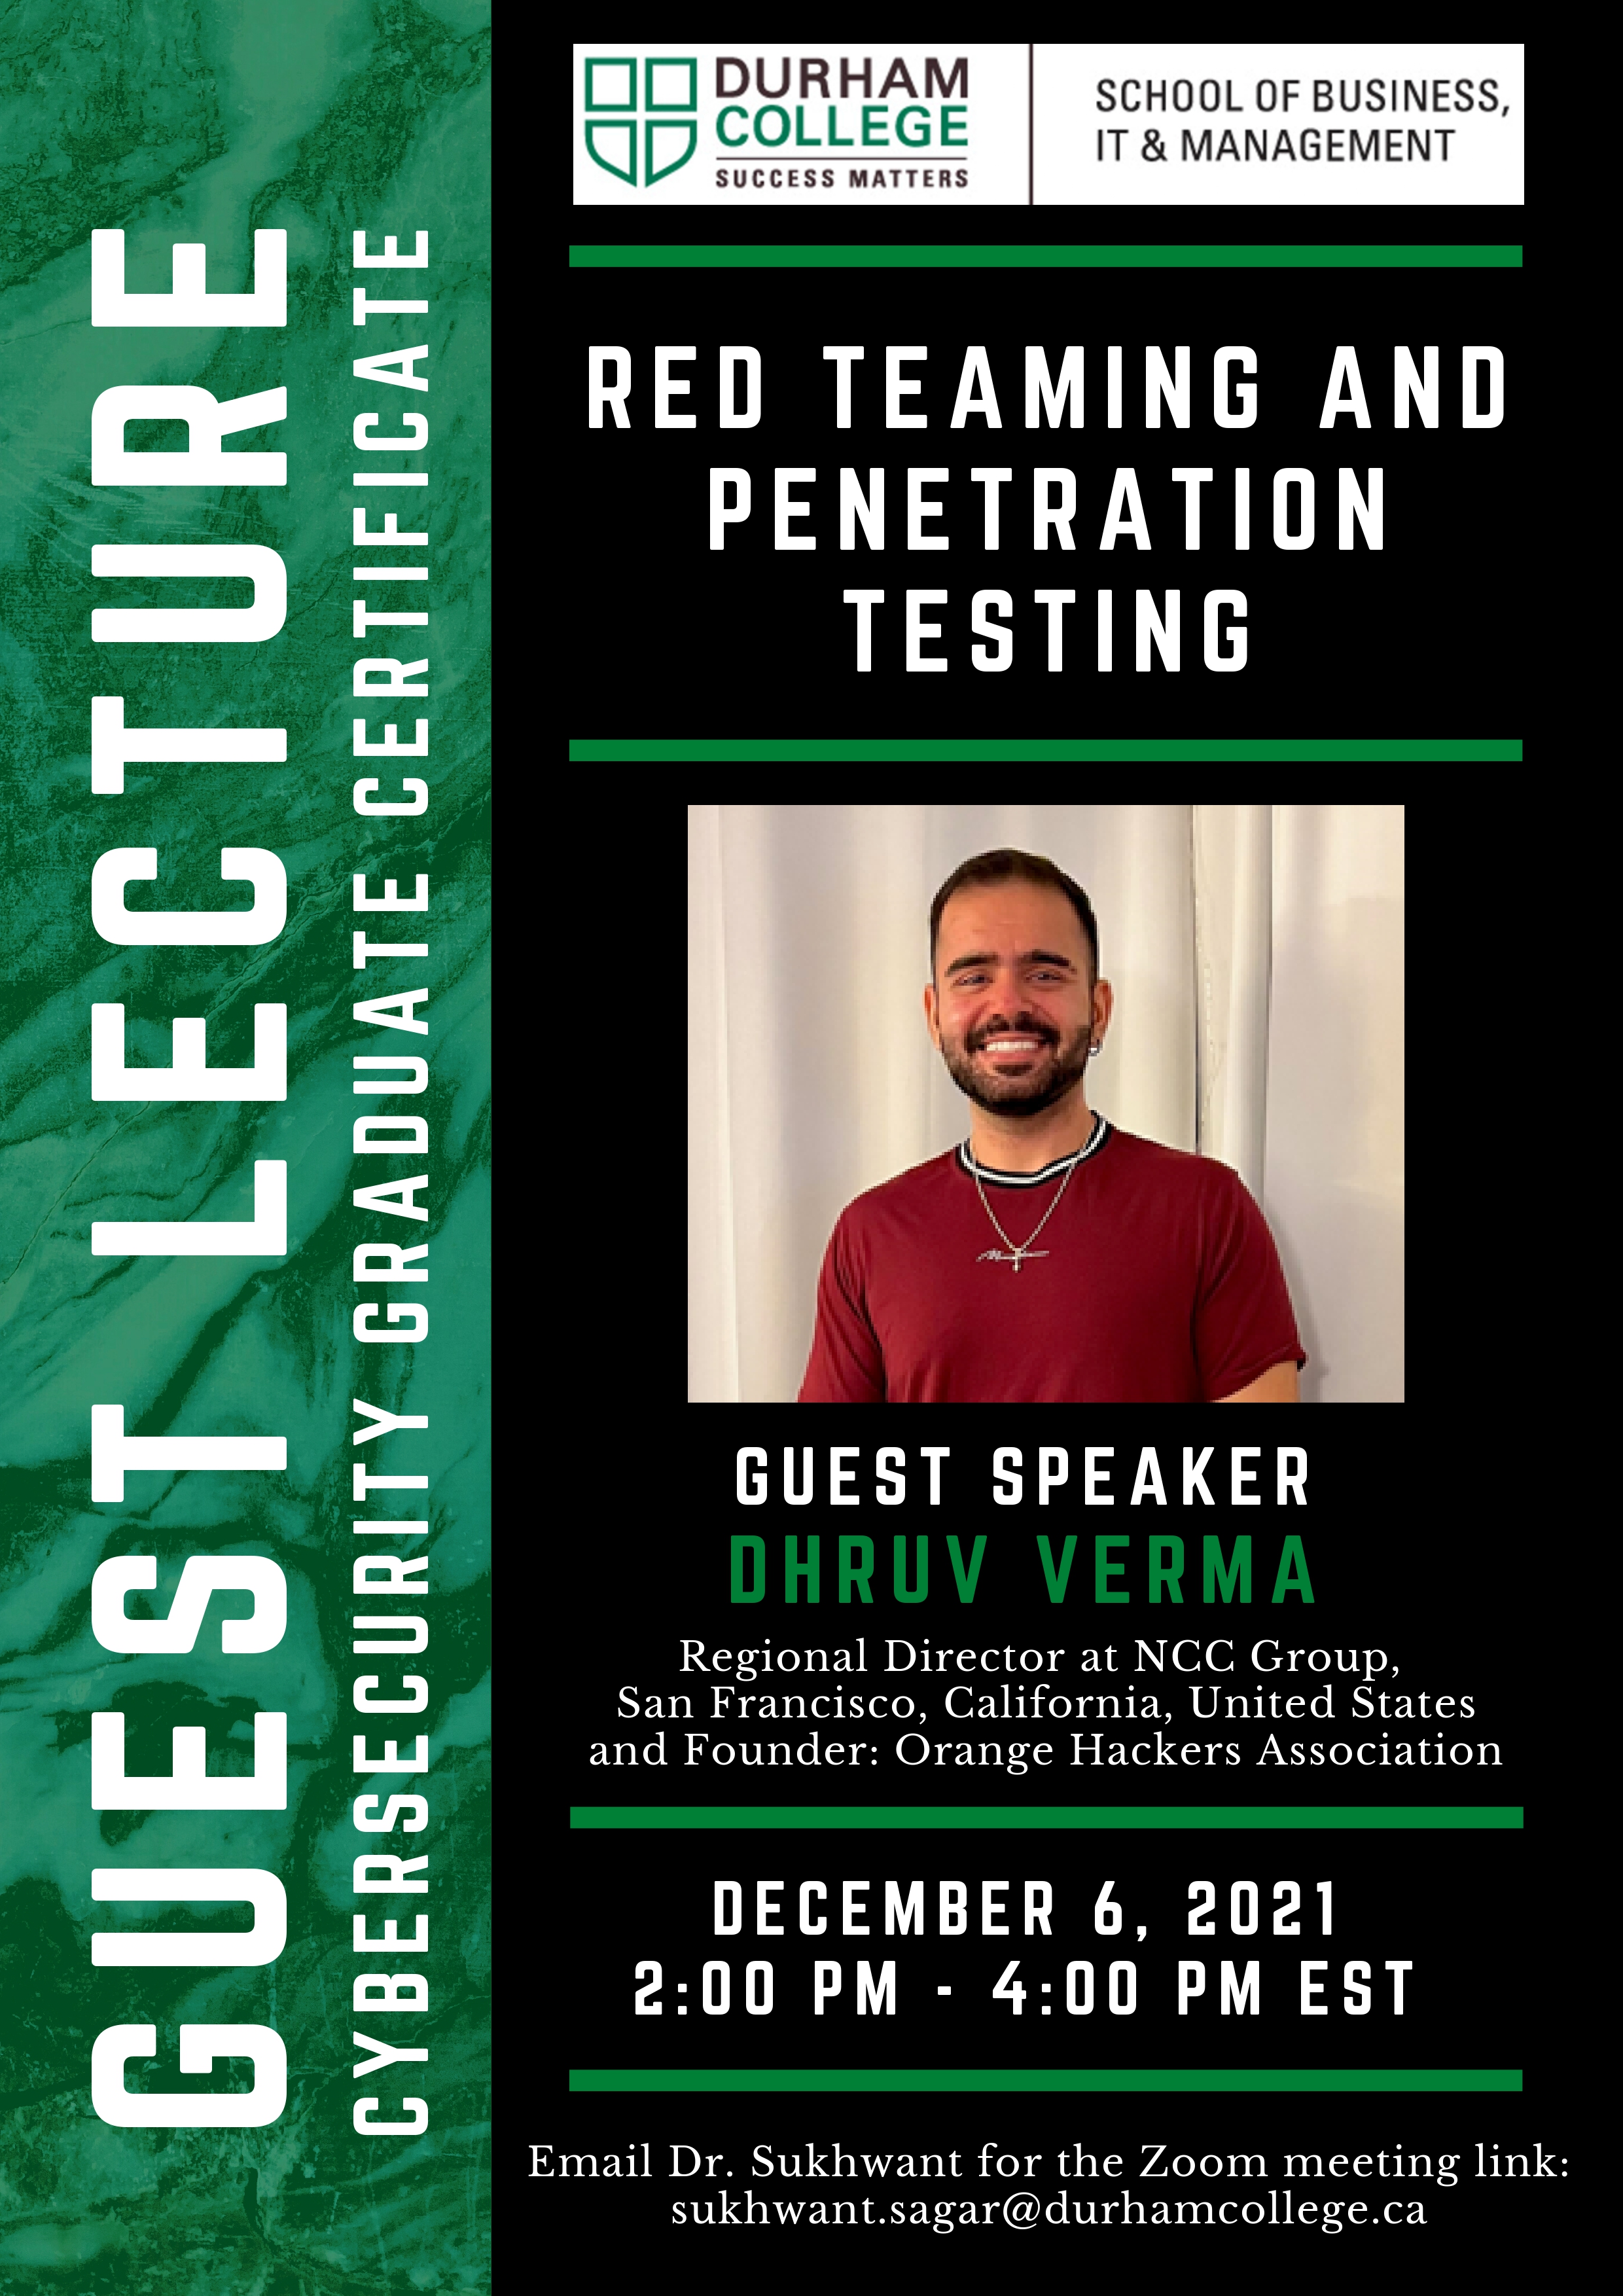 GUEST LECTURE
CYBERSECURITY GRADUATE CERTIFICATE
DURHAM
COLLEGE
SUCCESS MATTERS
SCHOOL OF BUSINESS,
IT & MANAGEMENT
RED TEAMING AND
PENETRATION
TESTING
GUEST SPEAKER
DHRUV VERMA
Regional Director at NCC Group,
San Francisco, California, United States
and Founder: Orange Hackers Association
DECEMBER 6, 2021
2:00 PM - 4:00 PM EST
Email Dr. Sukhwant for the Zoom meeting link:
sukhwant.sagar@durhamcollege.ca